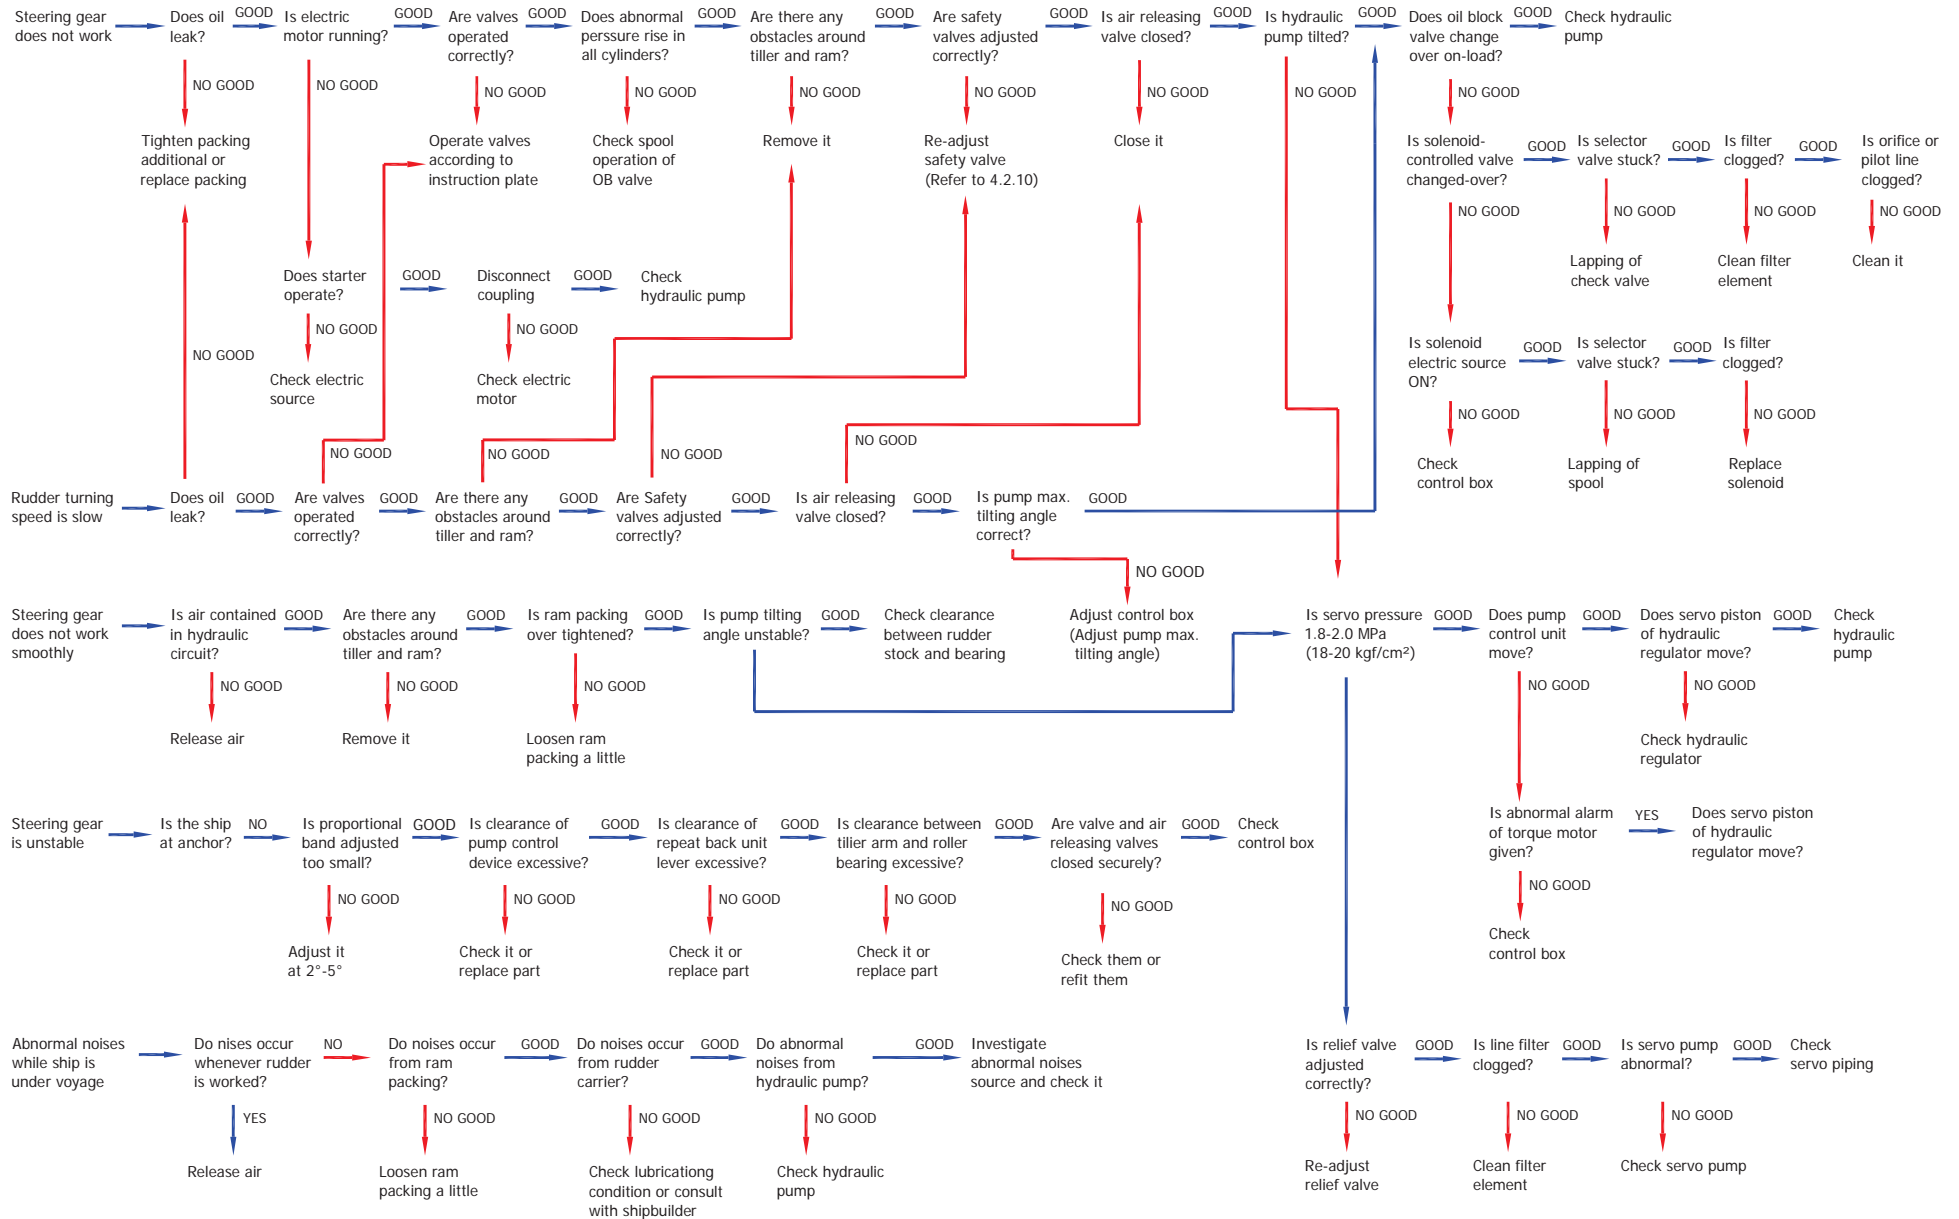 Steering gear
does not work
Does oil
leak?
GOOD
Is electric
motor running?
GOOD
Are valves
operated
correctly?
GOOD
Does abnormal
perssure rise in
all cylinders?
GOOD
Are there any
obstacles around
tiller and ram?
GOOD
Are safety
valves adjusted
correctly?
GOOD
Is air releasing
valve closed?
GOOD
Is hydraulic
pump tilted?
GOOD
Does oil block
valve change
over on-load?
GOOD
Check hydraulic
pump
NO GOOD
NO GOOD
NO GOOD
NO GOOD
NO GOOD
NO GOOD
NO GOOD
NO GOOD
NO GOOD
Tighten packing
additional or
replace packing
Operate valves
according to
instruction plate
Check spool
operation of
OB valve
Remove it
Re-adjust
safety valve
(Refer to 4.2.10)
Close it
Is solenoid-
controlled valve
changed-over?
GOOD
Is selector
valve stuck?
GOOD
Is filter
clogged?
GOOD
Is orifice or
pilot line
clogged?
NO GOOD
NO GOOD
NO GOOD
NO GOOD
Lapping of
check valve
Clean filter
element
Clean it
Does starter
operate?
GOOD
Disconnect
coupling
GOOD
Check
hydraulic pump
NO GOOD
NO GOOD
NO GOOD
Check electric
source
Check electric
motor
Is solenoid
electric source
ON?
GOOD
Is selector
valve stuck?
GOOD
Is filter
clogged?
NO GOOD
NO GOOD
NO GOOD
Check
control box
Lapping of
spool
Replace
solenoid
NO GOOD
NO GOOD
NO GOOD
NO GOOD
Rudder turning
speed is slow
Does oil
leak?
GOOD
Are valves
operated
correctly?
GOOD
Are there any
obstacles around
tiller and ram?
GOOD
Are Safety
valves adjusted
correctly?
GOOD
Is air releasing
valve closed?
GOOD
Is pump max.
tilting angle
correct?
GOOD
NO GOOD
Adjust control box
(Adjust pump max.
tilting angle)
Steering gear
does not work
smoothly
Is air contained
in hydraulic
circuit?
GOOD
Are there any
obstacles around
tiller and ram?
GOOD
Is ram packing
over tightened?
GOOD
Is pump tilting
angle unstable?
GOOD
Check clearance
between rudder
stock and bearing
Is servo pressure
1.8-2.0 MPa
(18-20 kgf/cm²)
GOOD
Does pump
control unit
move?
GOOD
Does servo piston
of hydraulic
regulator move?
GOOD
Check
hydraulic
pump
NO GOOD
NO GOOD
NO GOOD
NO GOOD
NO GOOD
Release air
Remove it
Loosen ram
packing a little
Check hydraulic
regulator
Steering gear
is unstable
Is the ship
at anchor?
NO
Is proportional
band adjusted
too small?
GOOD
Is clearance of
pump control
device excessive?
GOOD
Is clearance of
repeat back unit
lever excessive?
GOOD
Is clearance between
tilier arm and roller
bearing excessive?
GOOD
Are valve and air
releasing valves
closed securely?
GOOD
Check
control box
Is abnormal alarm
of torque motor
given?
YES
Does servo piston
of hydraulic
regulator move?
NO GOOD
NO GOOD
NO GOOD
NO GOOD
NO GOOD
NO GOOD
Adjust it
at 2°-5°
Check it or
replace part
Check it or
replace part
Check it or
replace part
Check them or
refit them
Check
control box
Abnormal noises
while ship is
under voyage
Do nises occur
whenever rudder
is worked?
NO
Do noises occur
from ram
packing?
GOOD
Do noises occur
from rudder
carrier?
GOOD
Do abnormal
noises from
hydraulic pump?
GOOD
Investigate
abnormal noises
source and check it
Is relief valve
adjusted
correctly?
GOOD
Is line filter
clogged?
GOOD
Is servo pump
abnormal?
GOOD
Check
servo piping
YES
NO GOOD
NO GOOD
NO GOOD
NO GOOD
NO GOOD
NO GOOD
Release air
Loosen ram
packing a little
Check lubricationg
condition or consult
with shipbuilder
Check hydraulic
pump
Re-adjust
relief valve
Clean filter
element
Check servo pump